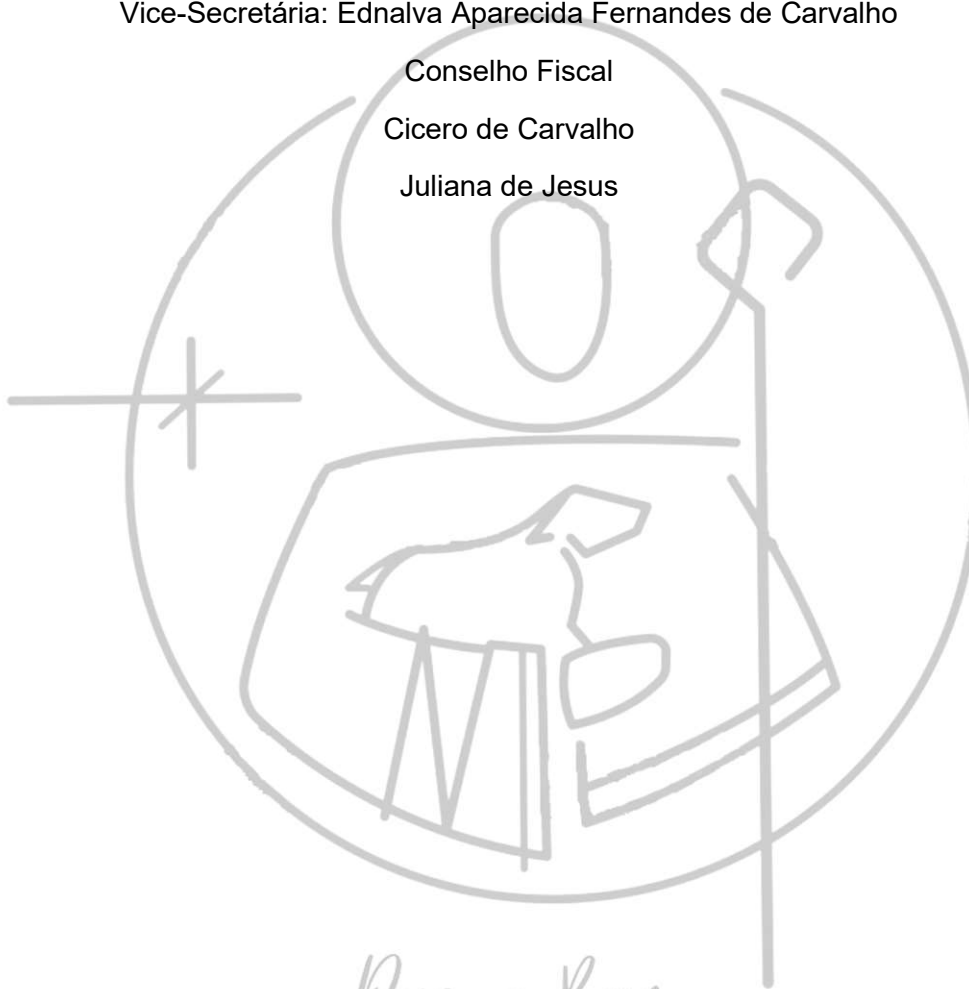 Vice-Secretária: Ednalva Aparecida Fernandes de Carvalho
Conselho Fiscal
Cicero de Carvalho
Juliana de Jesus